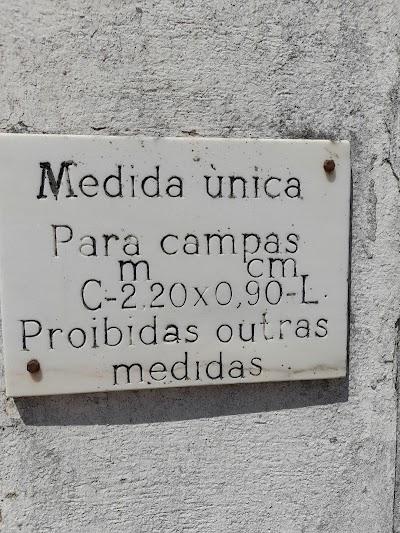 Medida ùnica
Para campas
m cm
C-2.20x0,90-L
Proibidas outras
medidas